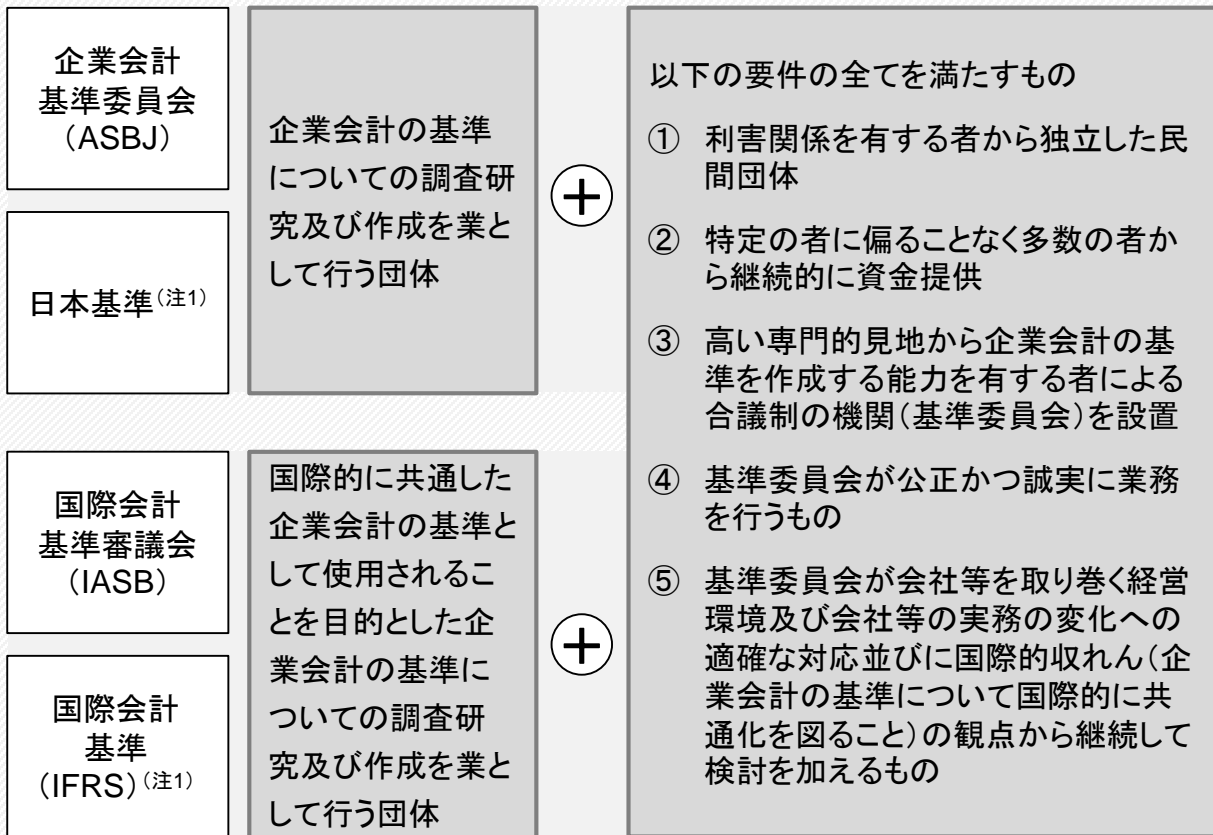 企業会計
基準委員会
（ASBJ）
日本基準（注1）
企業会計の基準
についての調査研
究及び作成を業と
して行う団体
＋
国際会計
基準審議会
（IASB）
国際会計
基準
（IFRS）（注1）
国際的に共通した
企業会計の基準と
して使用されるこ
とを目的とした企
業会計の基準に
ついての調査研
究及び作成を業と
して行う団体
＋
以下の要件の全てを満たすもの
① 利害関係を有する者から独立した民
間団体
② 特定の者に偏ることなく多数の者か
ら継続的に資金提供
③ 高い専門的見地から企業会計の基
準を作成する能力を有する者による
合議制の機関（基準委員会）を設置
④ 基準委員会が公正かつ誠実に業務
を行うもの
⑤ 基準委員会が会社等を取り巻く経営
環境及び会社等の実務の変化への
適確な対応並びに国際的収れん（企
業会計の基準について国際的に共
通化を図ること）の観点から継続して
検討を加えるもの